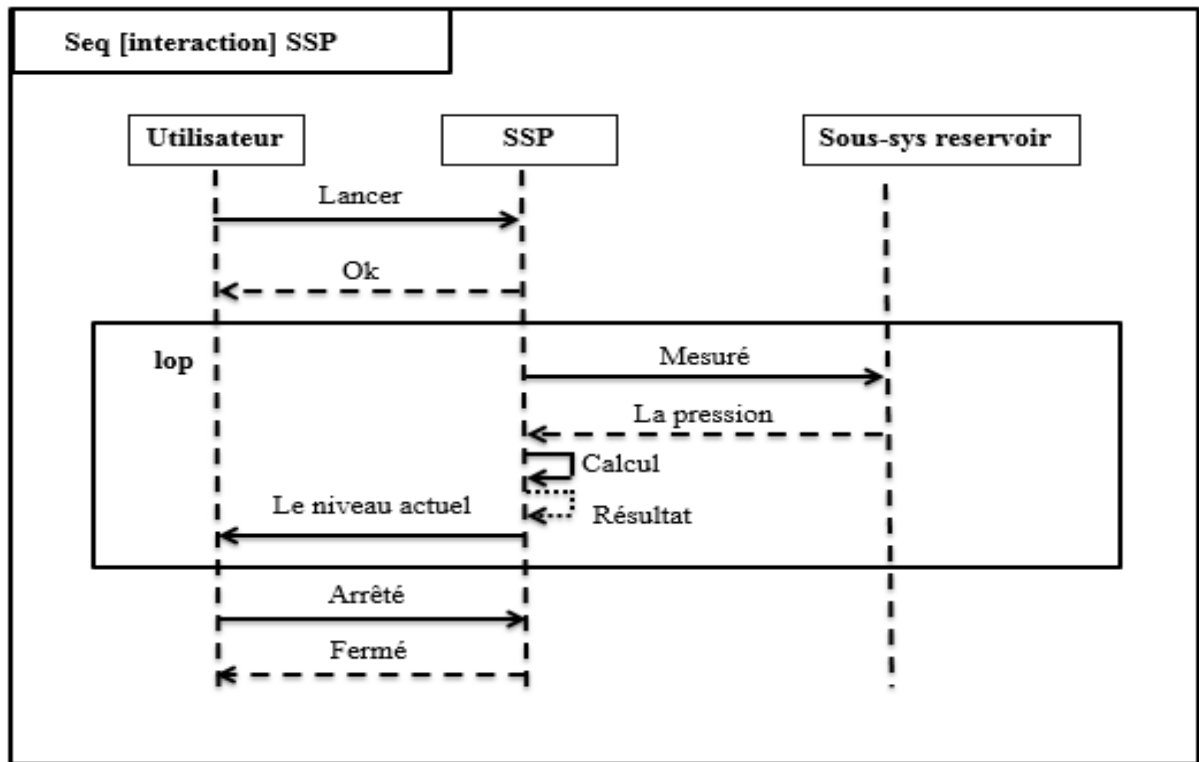 Seq [interaction] SSP
Utilisateur
SSP
Sous-sys reservoir
Lancer
Ok
lop
Mesuré
La pression
Calcul
Le niveau actuel
Résultat
Arrêté
Fermé